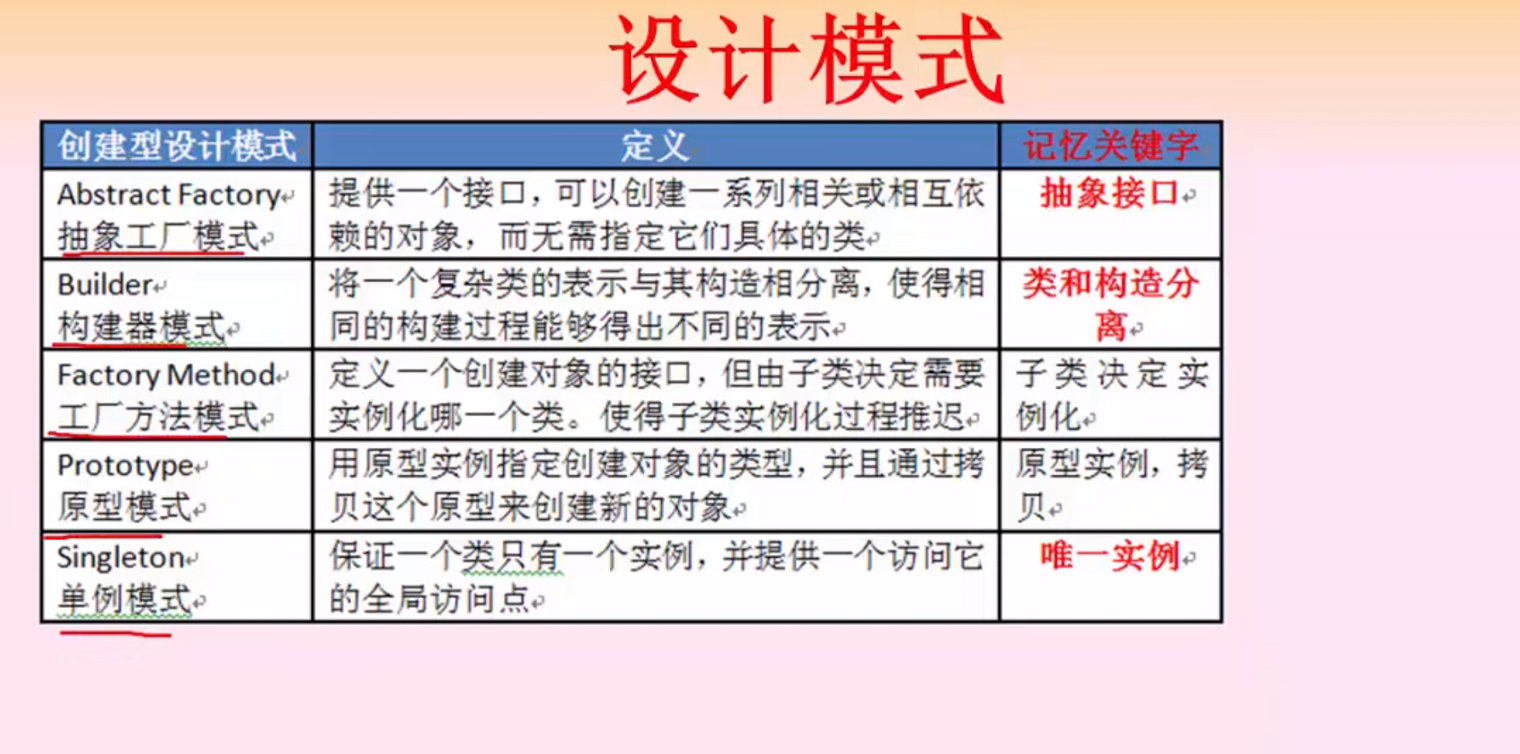 设计模式
创建型设计模式 定义 记忆关键字
Abstract Factory 提供一个接口，可以创建一系列相关或相互依 抽象接口
抽象工厂模式 赖的对象，而无需指定它们具体的类
Builder 将一个复杂类的表示与其构造相分离，使得相 类和构造分
构建器模式 同的构建过程能够得出不同的表示 离
Factory Method 定义一个创建对象的接口，但由子类决定需要 子类决定实
工厂方法模式 实例化哪一个类。使得子类实例化过程推迟 例化
Prototype 用原型实例指定创建对象的类型，并且通过拷 原型实例，拷
原型模式 贝这个原型来创建新的对象 贝
Singleton 保证一个类只有一个实例，并提供一个访问它 唯一实例
单例模式 的全局访问点